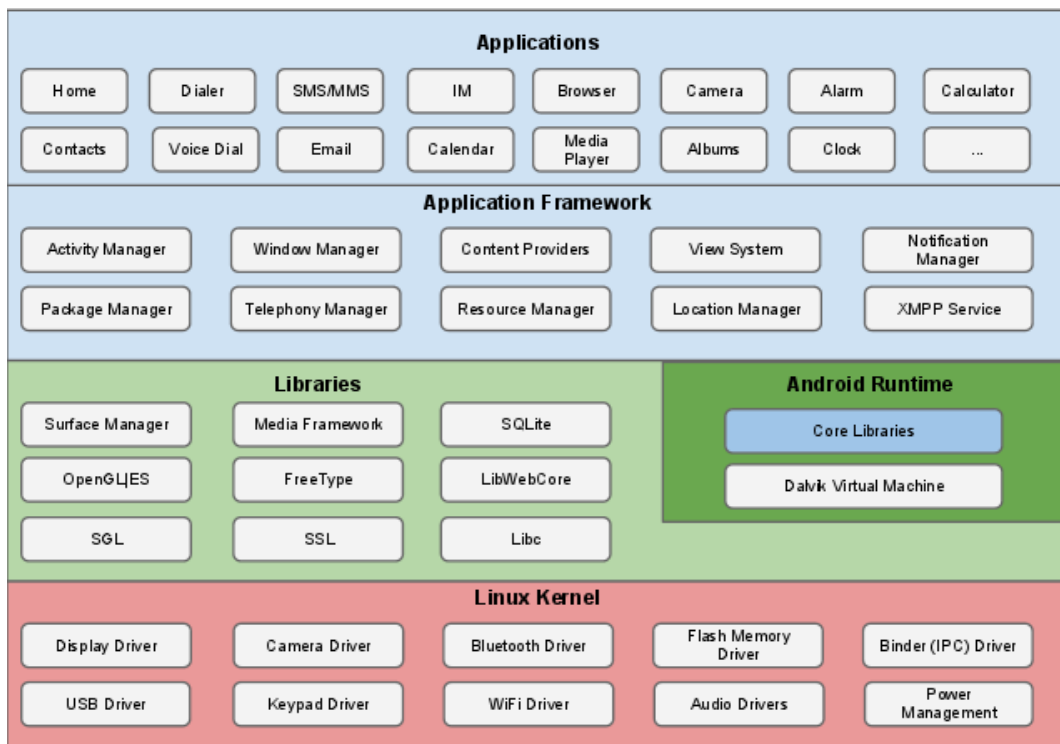 Applications
Home Dialer SMS/MMS IM Browser Camera Alarm Calculator
Contacts Voice Dial Email Calendar Media Player Albums Clock ...
Application Framework
Activity Manager Window Manager Content Providers View System Notification Manager
Package Manager Telephony Manager Resource Manager Location Manager XMPP Service
Libraries Android Runtime
Surface Manager Media Framework SQLite Core Libraries
OpenGL|ES FreeType LibWebCore Dalvik Virtual Machine
SGL SSL Libc
Linux Kernel
Display Driver Camera Driver Bluetooth Driver Flash Memory Driver Binder (IPC) Driver
USB Driver Keypad Driver WiFi Driver Audio Drivers Power Management